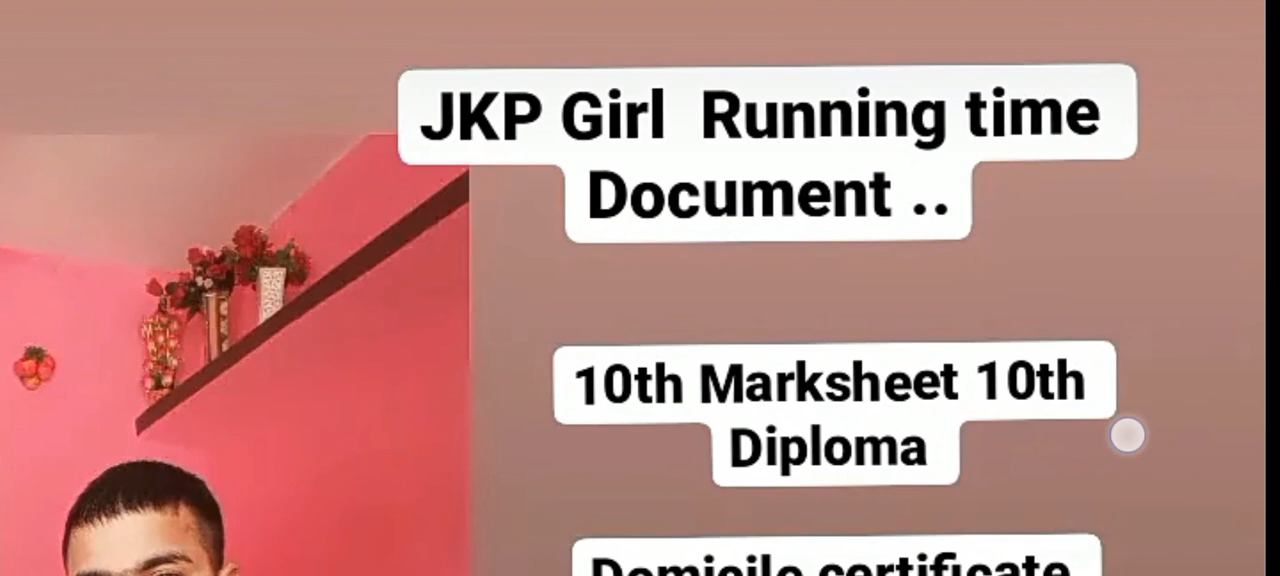 JKP Girl Running time
Document ..
10th Marksheet 10th
Diploma
Domicile certificate